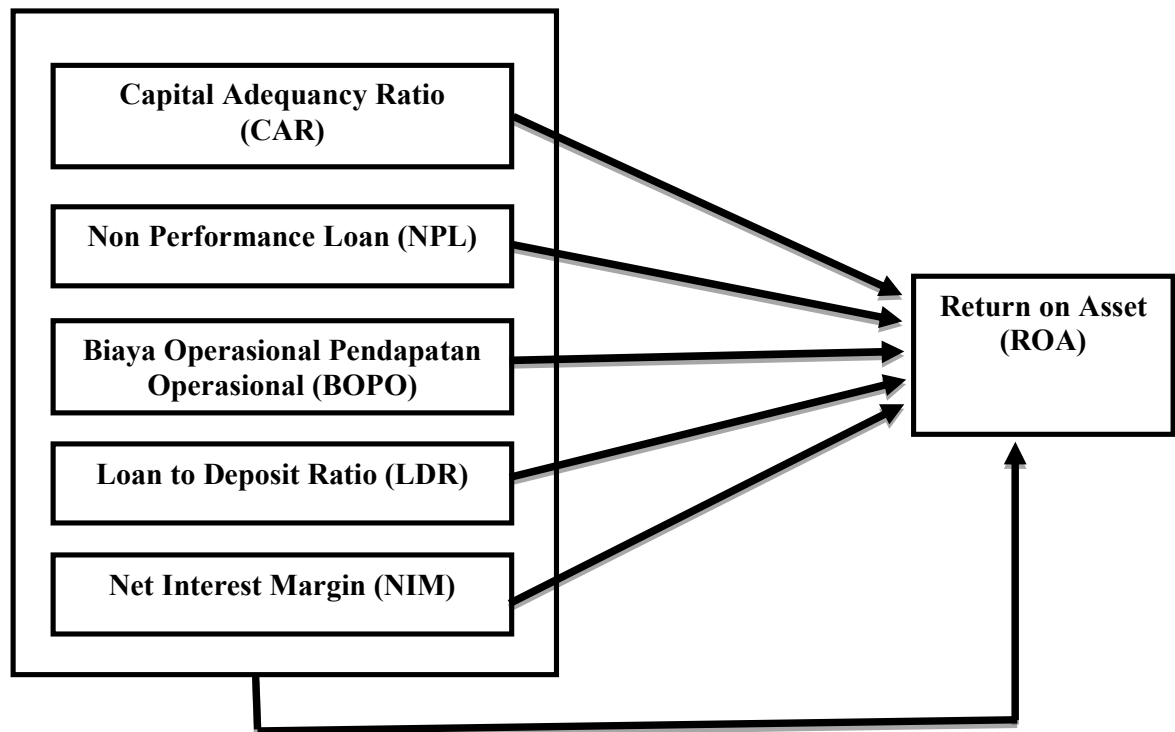 Capital Adequancy Ratio
(CAR)
Non Performance Loan (NPL)
Biaya Operasional Pendapatan
Operasional (BOPO)
Loan to Deposit Ratio (LDR)
Net Interest Margin (NIM)
Return on Asset
(ROA)